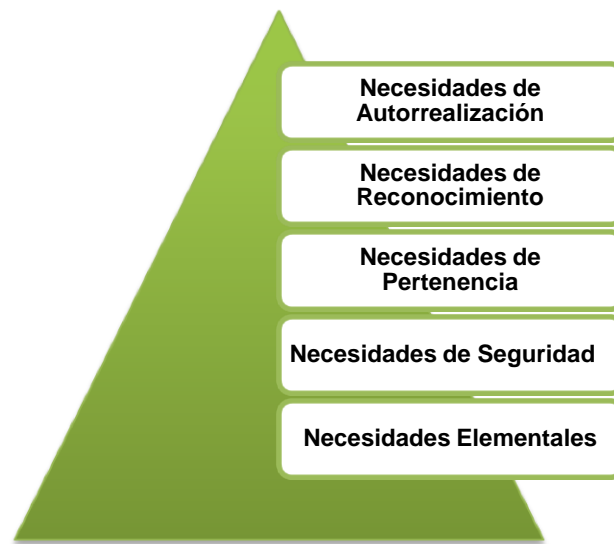 Necesidades de
Autorrealización
Necesidades de
Reconocimiento
Necesidades de
Pertenencia
Necesidades de Seguridad
Necesidades Elementales